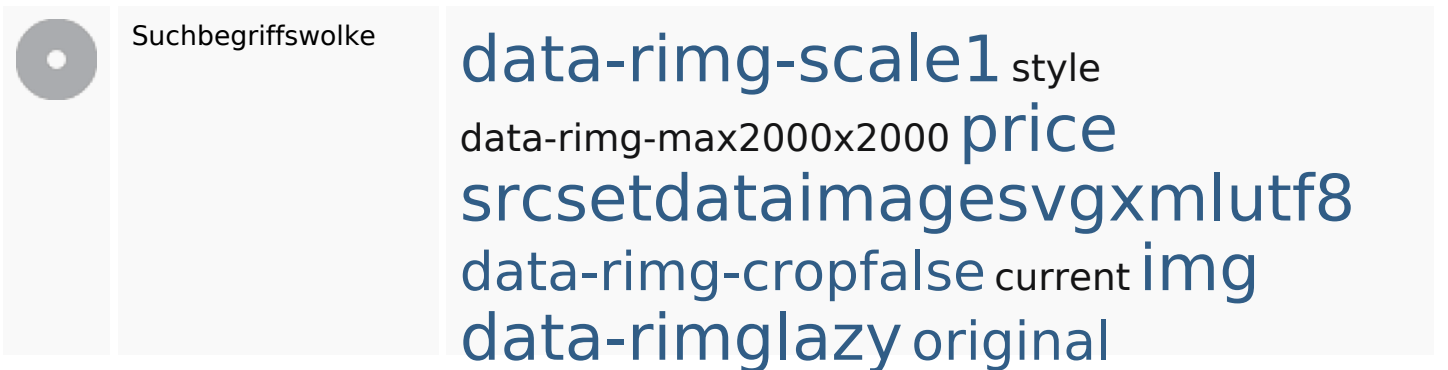 Suchbegriffswolke
data-rimg-scale1 style
data-rimg-max2000x2000 price
srcsetdataimagesvgxmlutf8
data-rimg-cropfalse current img
data-rimglazy original